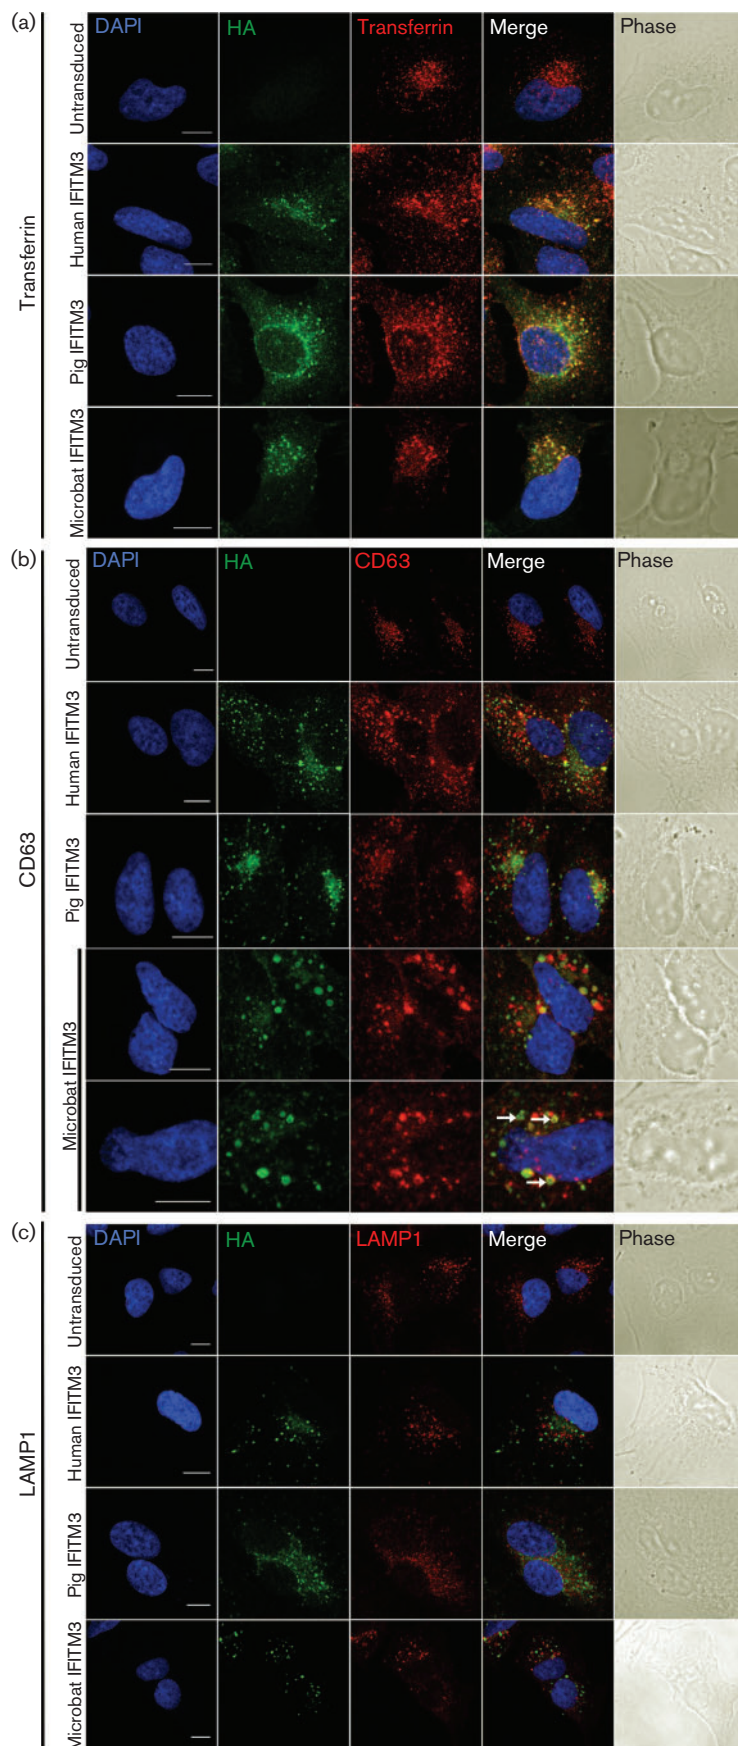 (a)
DAPI HA Transferrin Merge Phase
Transferrin
Untransduced
Human IFITM3
Pig IFITM3
Microbat IFITM3
(b)
DAPI HA CD63 Merge Phase
CD63
Untransduced
Human IFITM3
Pig IFITM3
Microbat IFITM3
(c)
DAPI HA LAMP1 Merge Phase
LAMP1
Untransduced
Human IFITM3
Pig IFITM3
Microbat IFITM3